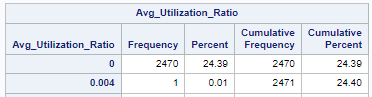 Avg_Utilization_Ratio
Cumulative Cumulative
Avg_Utilization_Ratio Frequency Percent Frequency Percent
0 2470 24.39 2470 24.39
0.004 1 0.01 2471 24.40